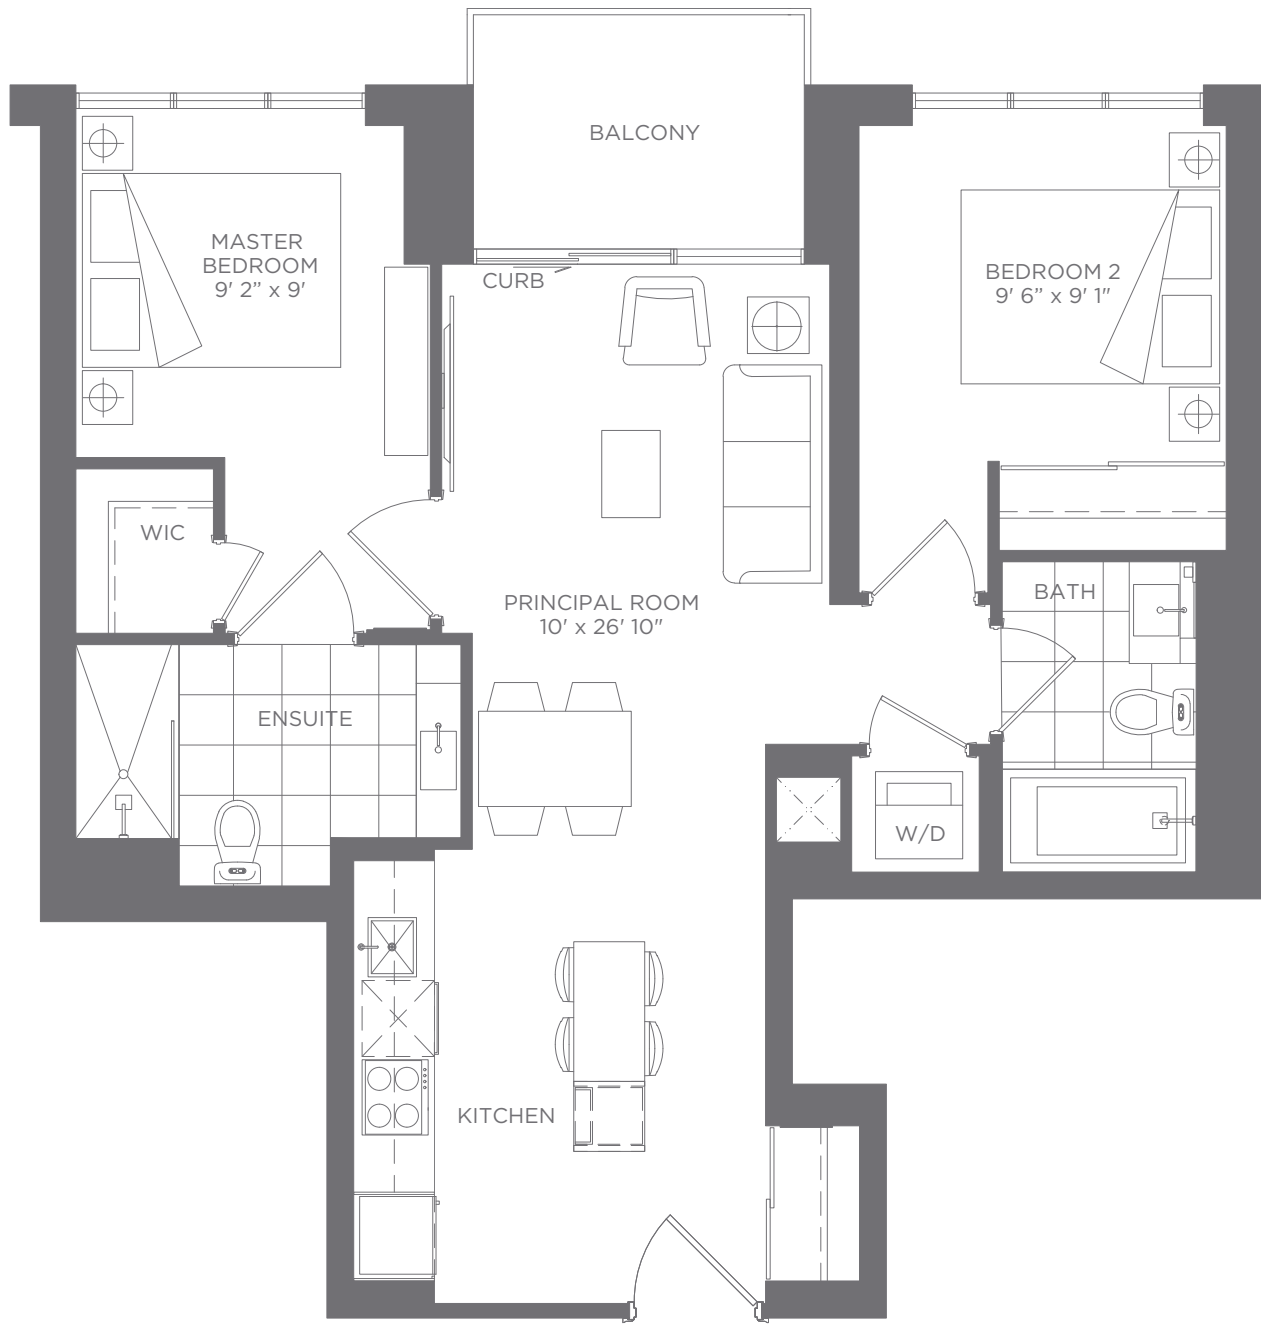 BALCONY
MASTER
BEDROOM
9' 2” x 9'
CURB
BEDROOM 2
9' 6” x 9' 1"
WIC
BATH
PRINCIPAL ROOM
10' x 26' 10"
ENSUITE
W/D
KITCHEN